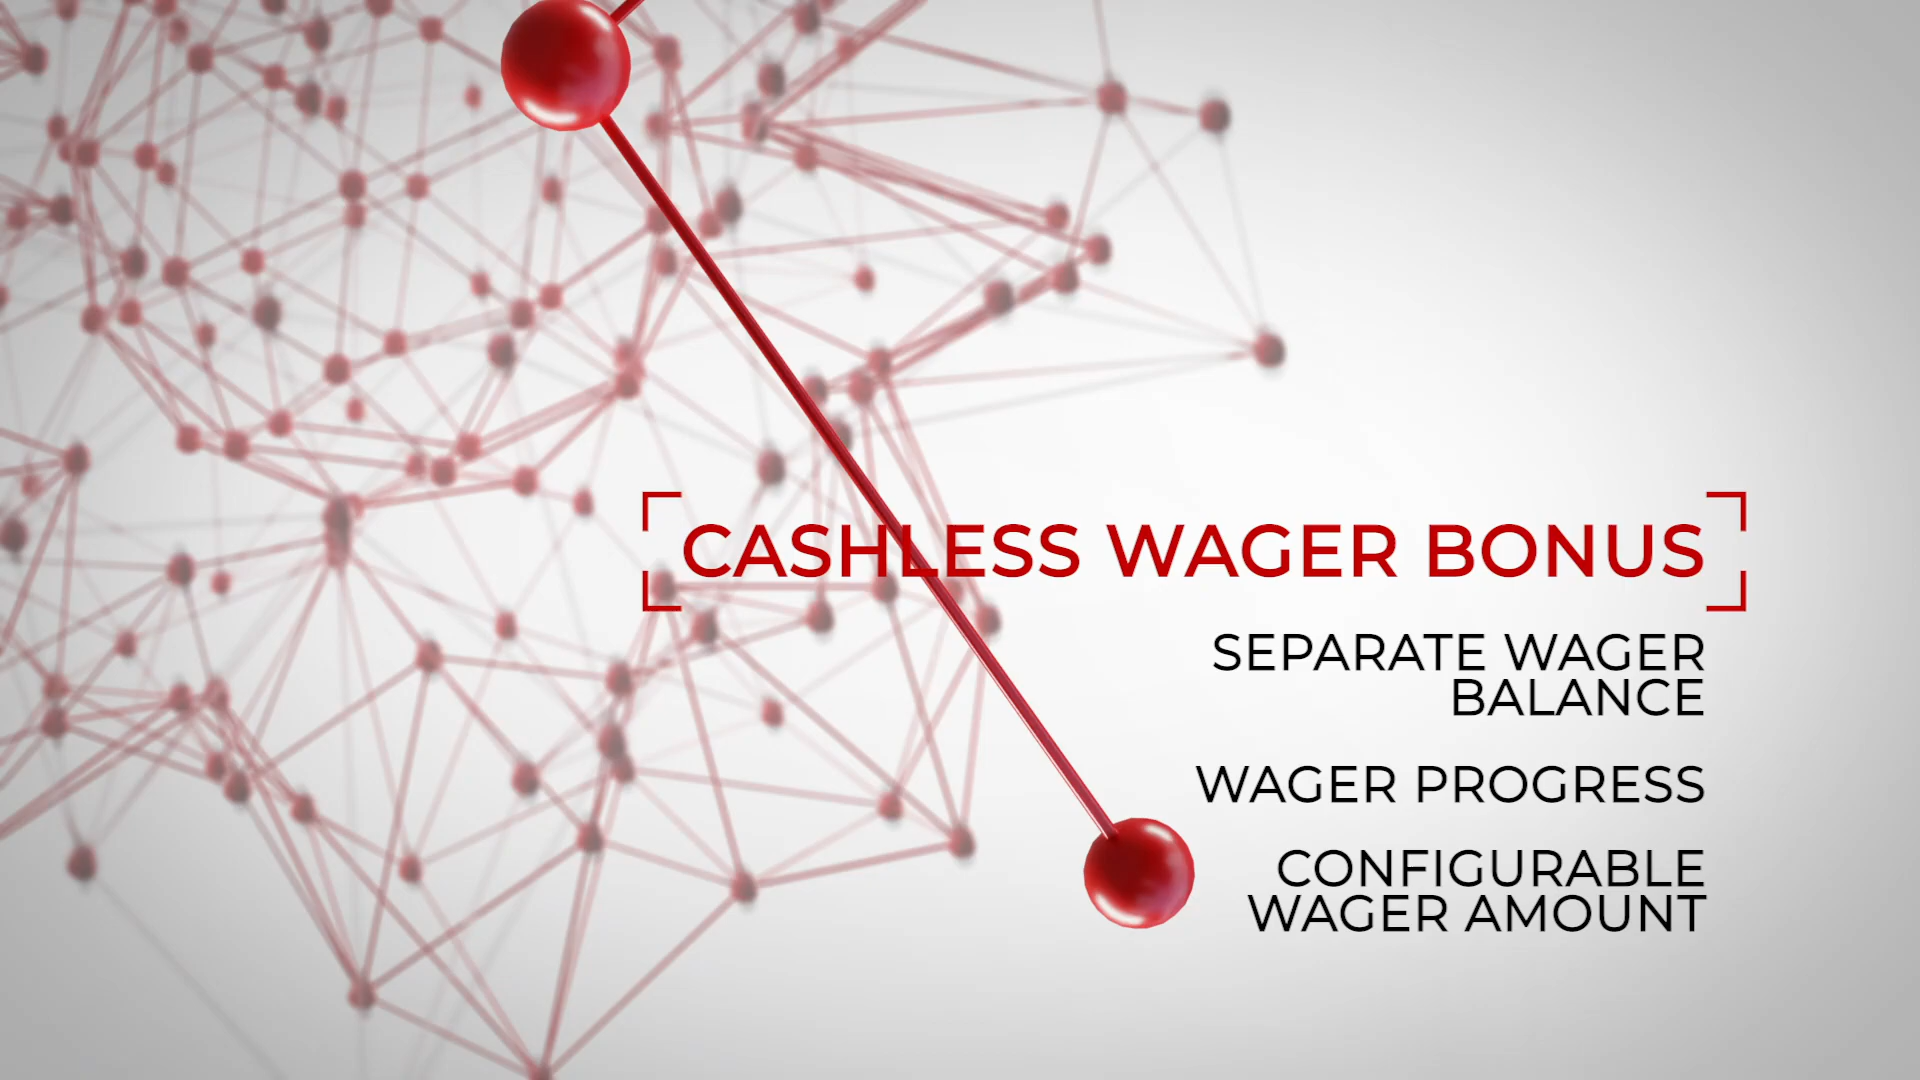 CASHLESS WAGER BONUS
SEPARATE WAGER
BALANCE
WAGER PROGRESS
CONFIGURABLE
WAGER AMOUNT